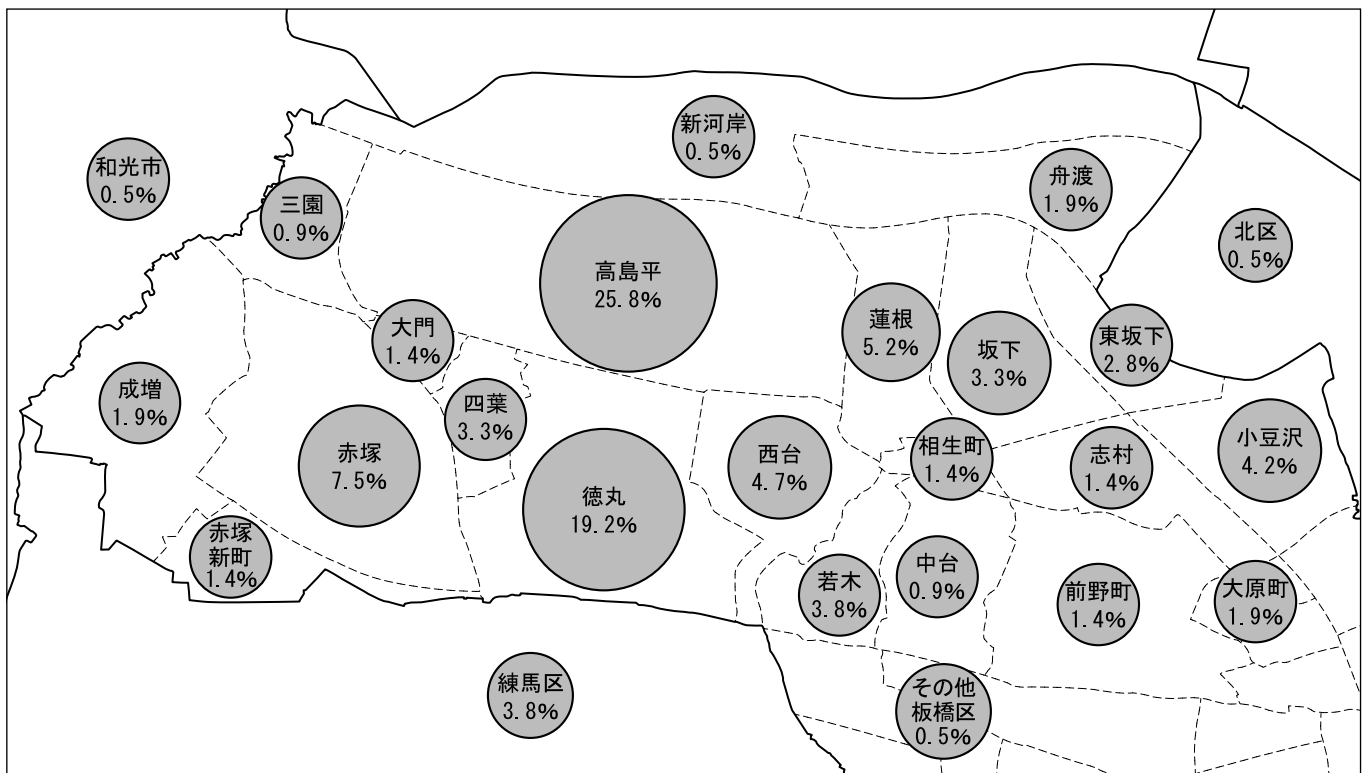 新河岸
0.5%
和光市
0.5%
舟渡
1.9%
三園
0.9%
北区
0.5%
高島平
25.8%
蓮根
5.2%
大門
1.4%
坂下
3.3%
東坂下
2.8%
成増
1.9%
四葉
3.3%
赤塚
7.5%
西台
4.7%
相生町
1.4%
志村
1.4%
小豆沢
4.2%
徳丸
19.2%
赤塚
新町
1.4%
若木
3.8%
中台
0.9%
前野町
1.4%
大原町
1.9%
練馬区
3.8%
その他
板橋区
0.5%